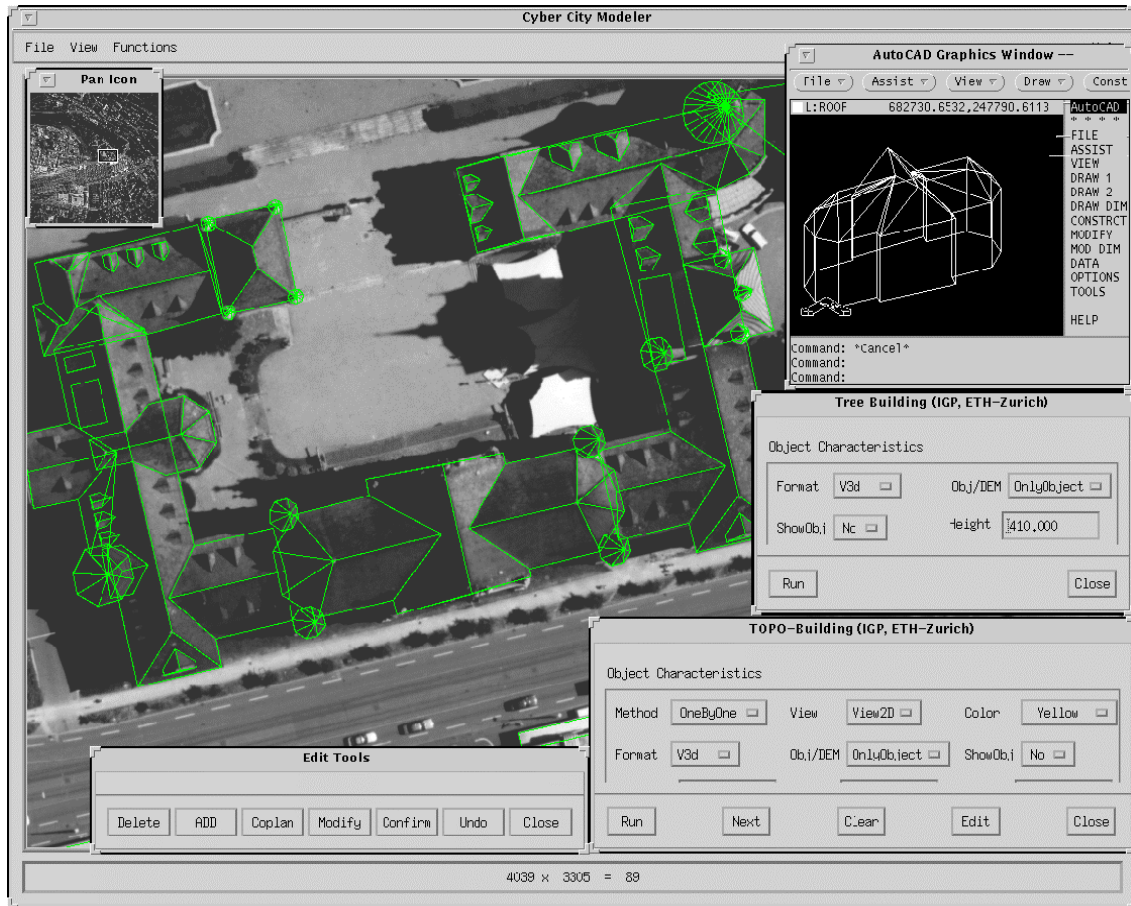 Cyber City Modeler
File View Functions
Pan Icon
AutoCAD Graphics Window --
File Assist View Draw Const
L:ROOF 682730.6532,247790.6113 AutoCAD
* * * *
FILE
ASSIST
VIEW
DRAW 1
DRAW 2
DRAW DIM
CONSTRCT
MODIFY
MOD DIM
DATA
OPTIONS
TOOLS
HELP
Command: *Cancel*
Command:
Command:
Tree Building (IGP, ETH-Zurich)
Object Characteristics
Format V3d Obj/DEM OnlyObject
ShowObj No Height 410.000
Run Close
TOPO-Building (IGP, ETH-Zurich)
Object Characteristics
Method OneByOne View View2D Color Yellow
Format V3d Obj/DEM OnlyObject ShowObj No
Run Next Clear Edit Close
Edit Tools
Delete ADD Coplan Modify Confirm Undo Close
4039 x 3305 = 89